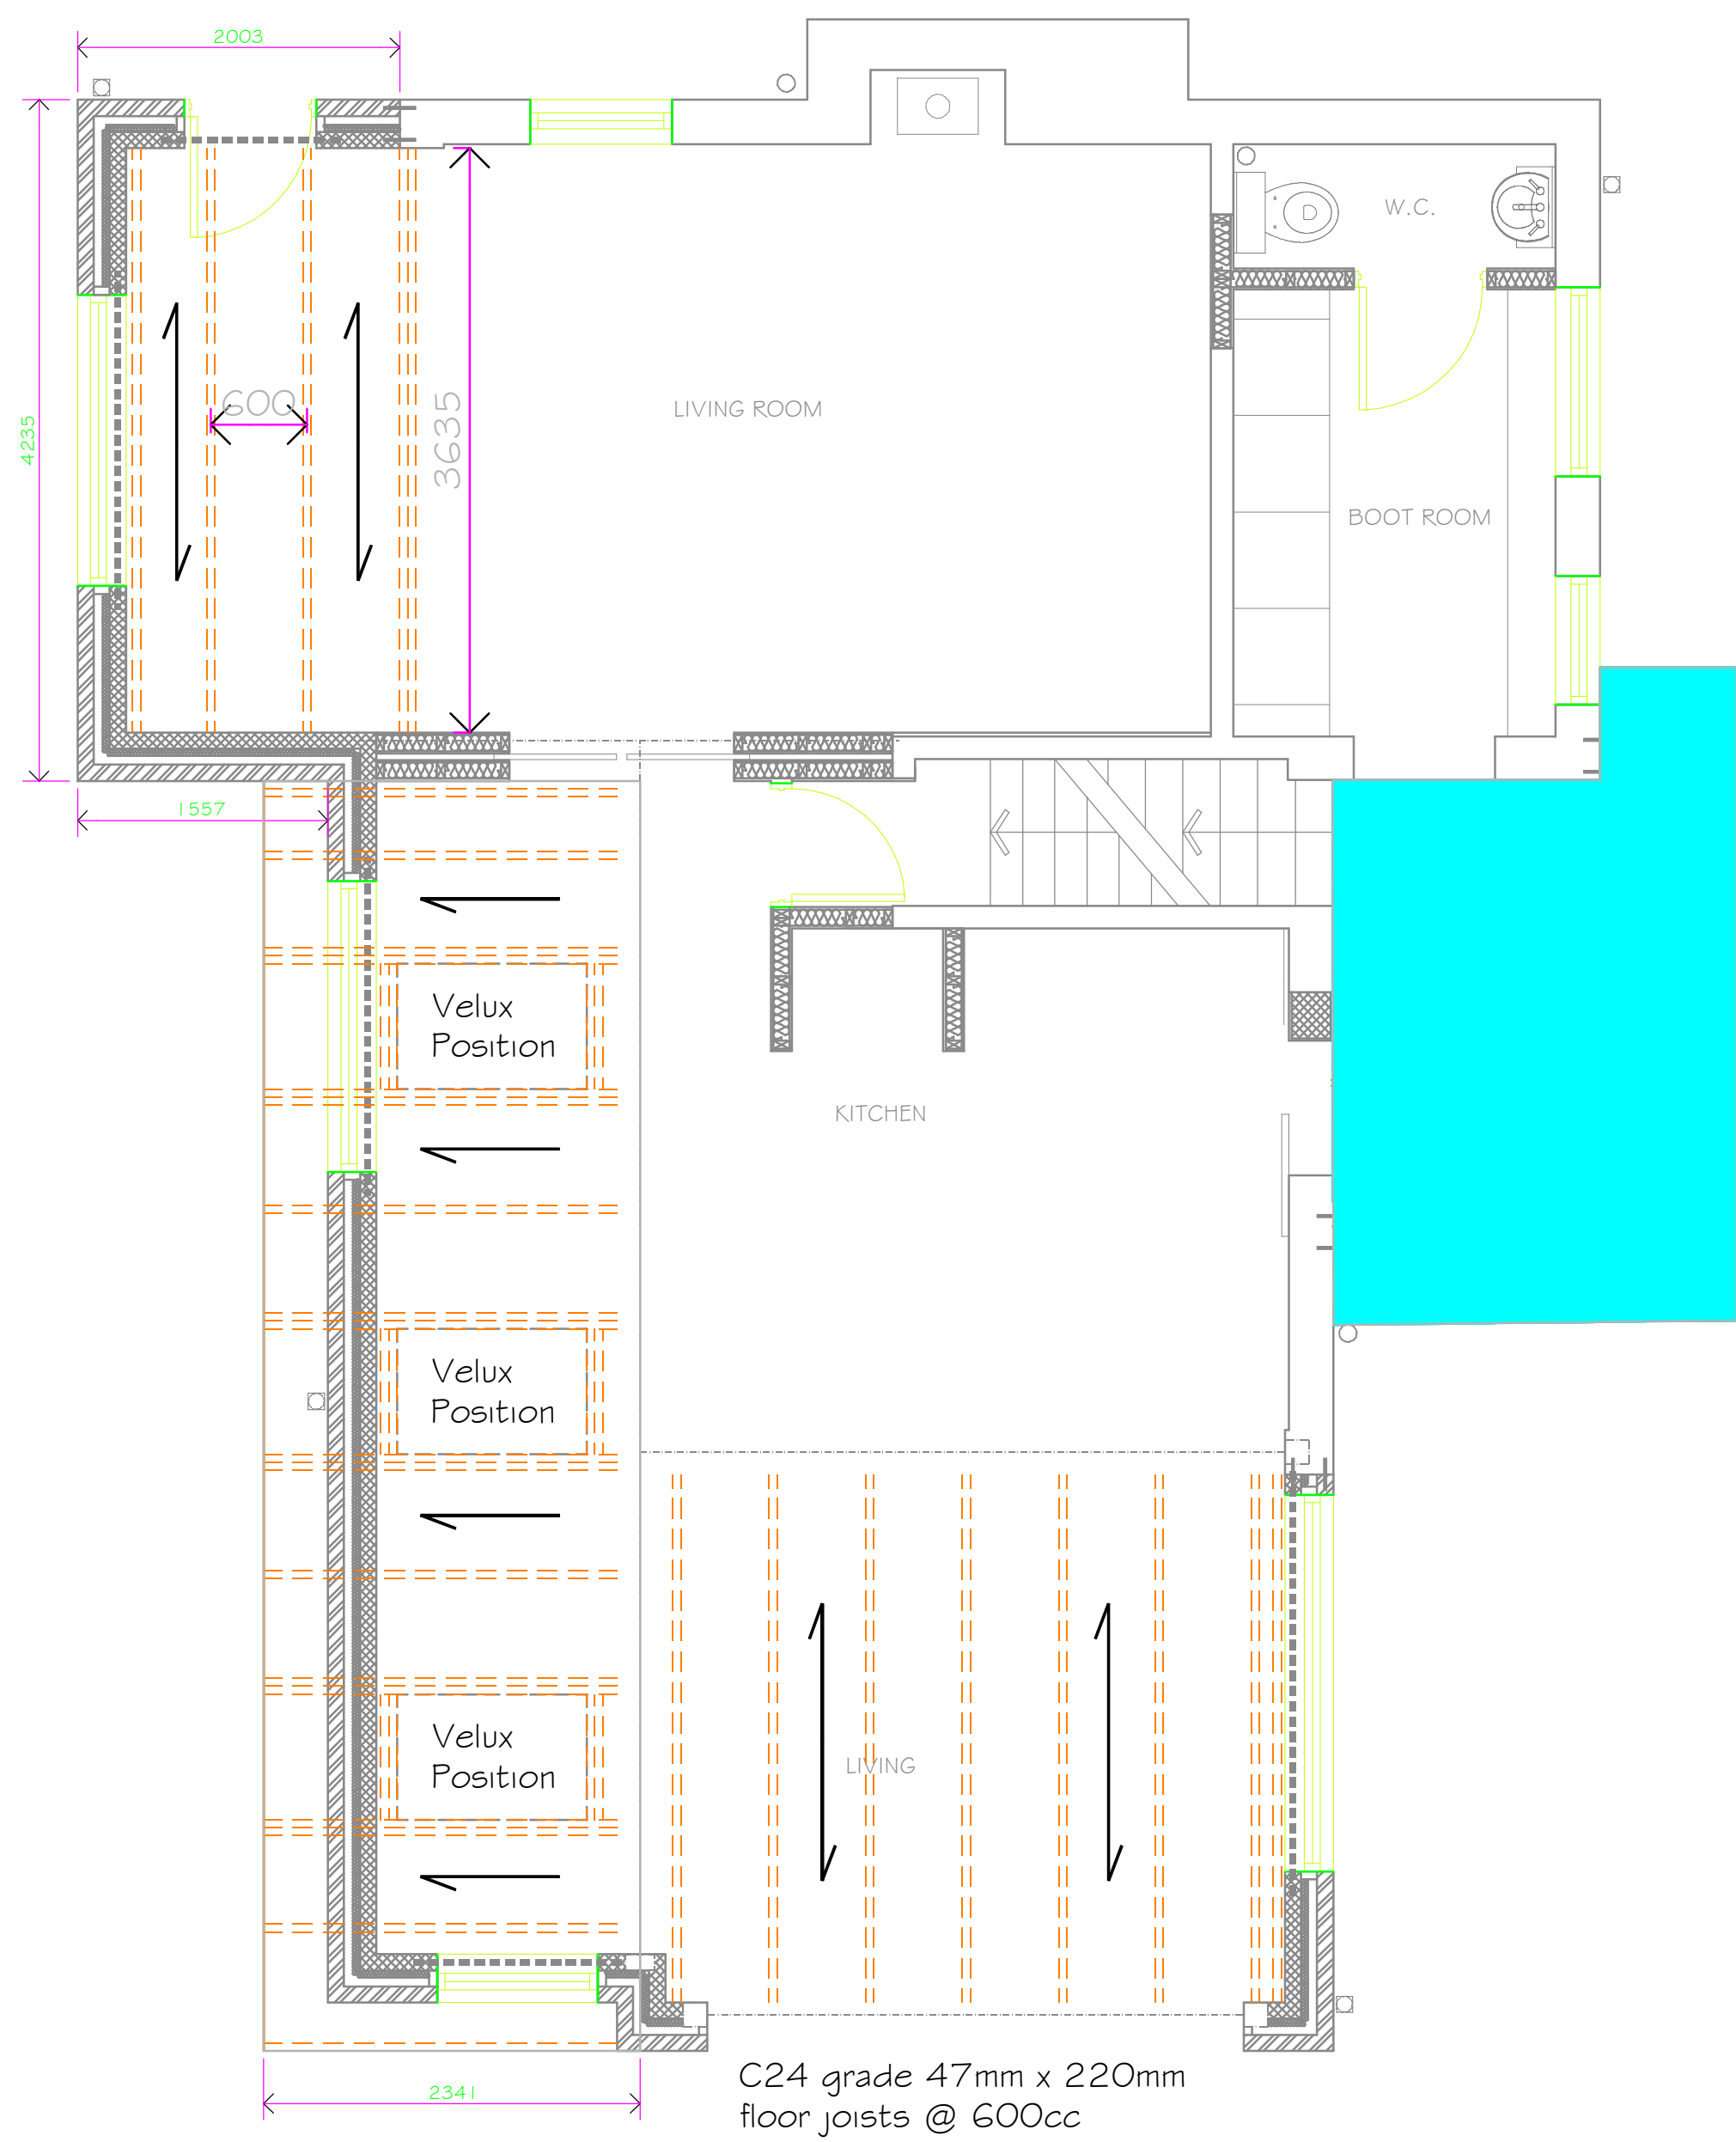 2003
W.C.
600
3635
LIVING ROOM
4235
BOOT ROOM
1557
Velux
Position
KITCHEN
Velux
Position
Velux
Position
LIVING
2341
C24 grade 47mm x 220mm
floor joists @ 600cc